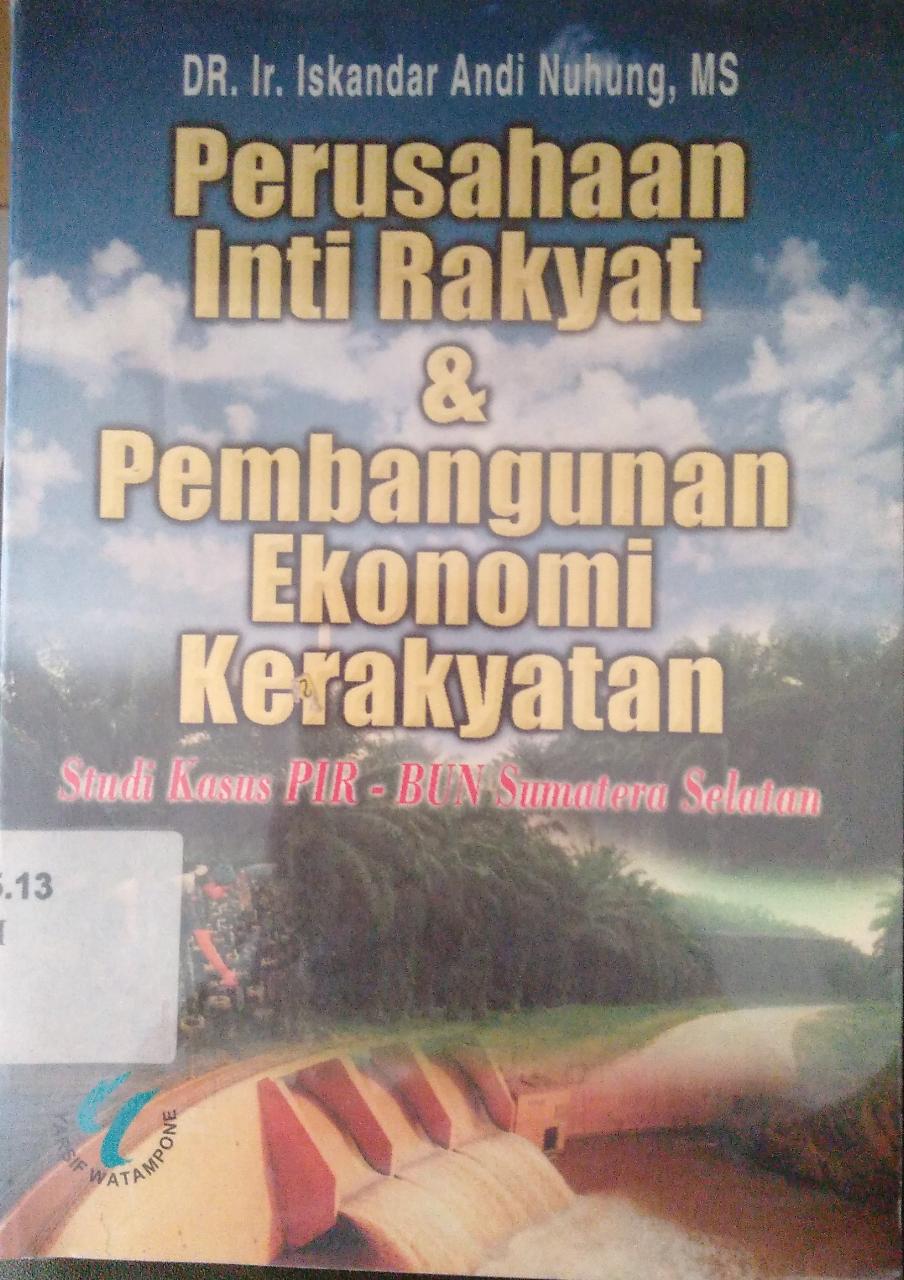 DR. Ir. Iskandar Andi Nuhung, MS
Perusahaan
Inti Rakyat
&
Pembangunan
Ekonomi
Kerakyatan
Studi Kasus PIR - BUN Sumatera Selatan
.13
YARSIF WATAMPONE